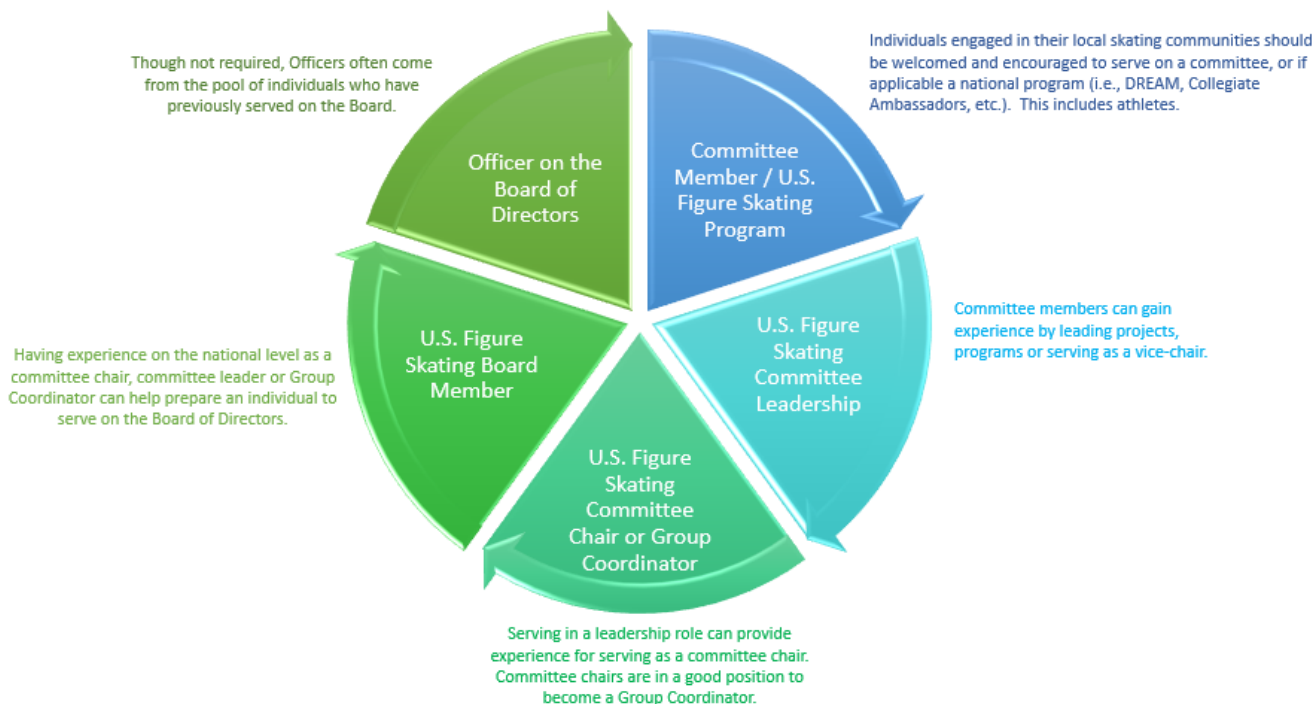 Though not required, Officers often come
from the pool of individuals who have
previously served on the Board.
Individuals engaged in their local skating communities should
be welcomed and encouraged to serve on a committee, or if
applicable a national program (i.e., DREAM, Collegiate
Ambassadors, etc.).  This includes athletes.
Officer on the
Board of
Directors
Committee
Member / U.S.
Figure Skating
Program
U.S. Figure
Skating
Committee
Leadership
Committee members can gain
experience by leading projects,
programs or serving as a vice-chair.
U.S. Figure
Skating Board
Member
Having experience on the national level as a
committee chair, committee leader or Group
Coordinator can help prepare an individual to
serve on the Board of Directors.
U.S. Figure
Skating
Committee
Chair or Group
Coordinator
Serving in a leadership role can provide
experience for serving as a committee chair.
Committee chairs are in a good position to
become a Group Coordinator.